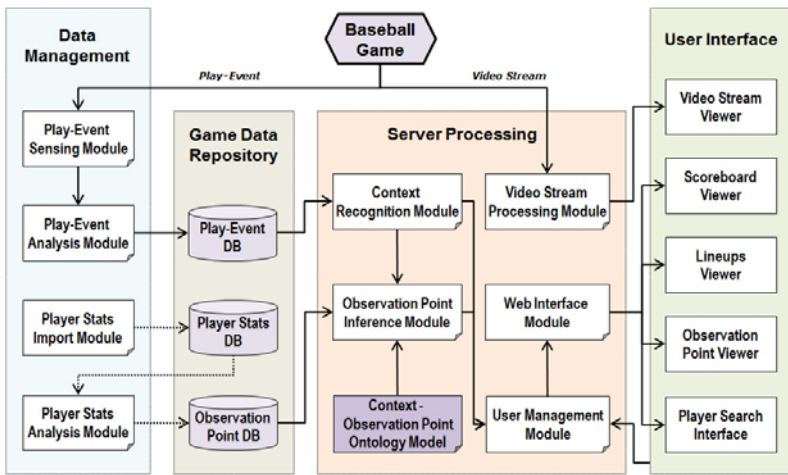 Baseball
Game
Play-Event
Video Stream
Data
Management
Play-Event
Sensing Module
Play-Event
Analysis Module
Player Stats
Import Module
Player Stats
Analysis Module
Game Data
Repository
Play-Event
DB
Player Stats
DB
Observation
Point DB
Server Processing
Context
Recognition Module
Video Stream
Processing Module
Observation Point
Inference Module
Web Interface
Module
Context -
Observation Point
Ontology Model
User Management
Module
User Interface
Video Stream
Viewer
Scoreboard
Viewer
Lineups
Viewer
Observation
Point Viewer
Player Search
Interface